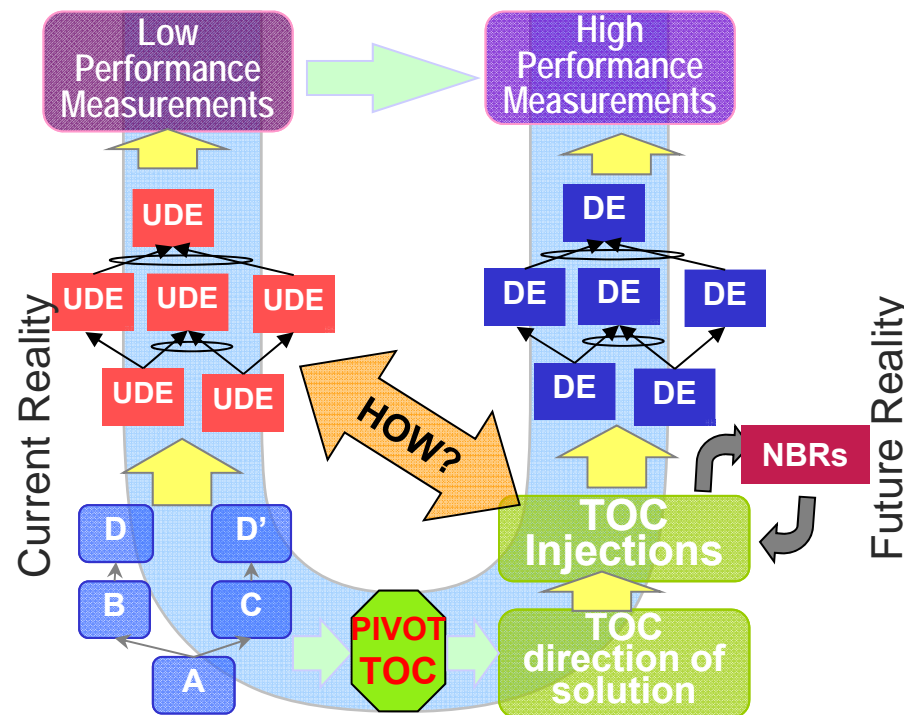 Low
Performance
Measurements
High
Performance
Measurements
UDE
DE
UDE
UDE
UDE
DE
DE
DE
UDE
UDE
DE
DE
Current Reality
Future Reality
HOW?
NBRs
D
D’
TOC
Injections
B
C
A
PIVOT
TOC
TOC
direction of
solution